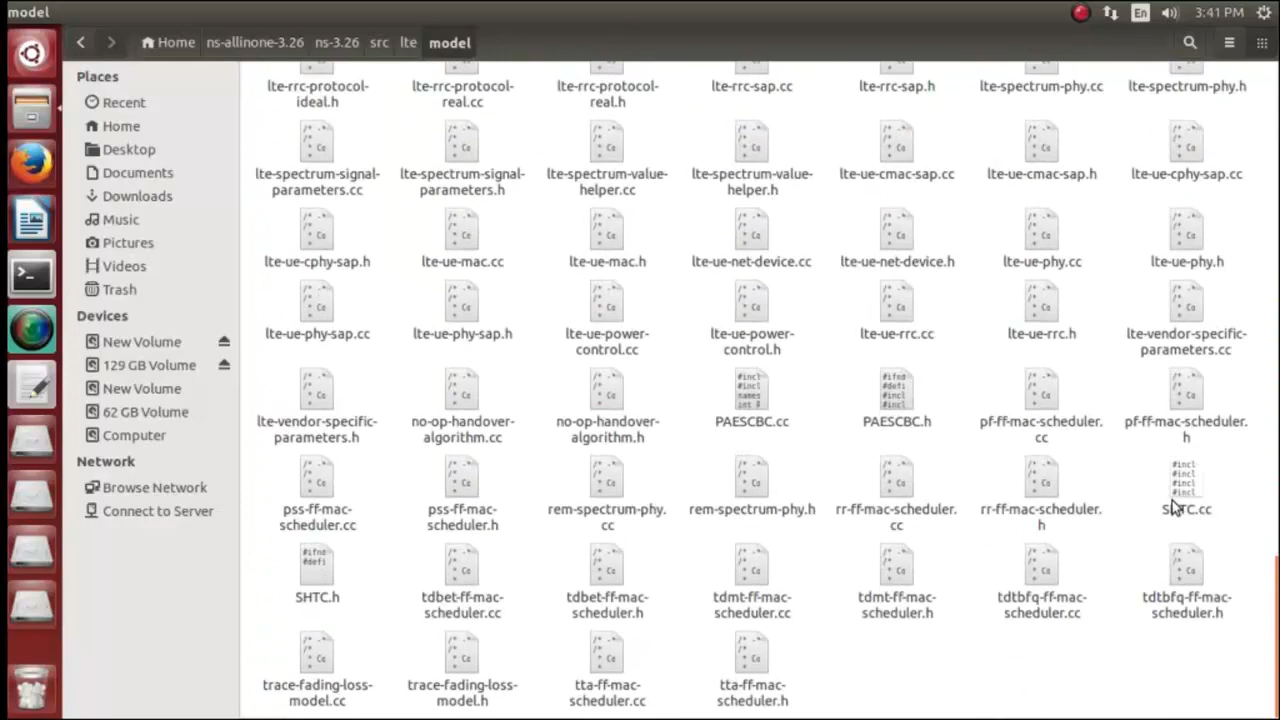 model
En
3:41 PM
Home
ns-allinone-3.26
ns-3.26
src
lte
model
Places
Recent
Home
Desktop
Documents
Downloads
Music
Pictures
Videos
Trash
Devices
New Volume
129 GB Volume
New Volume
62 GB Volume
Computer
Network
Browse Network
Connect to Server
lte-rrc-protocol-
ideal.h
lte-rrc-protocol-
real.cc
lte-rrc-protocol-
real.h
lte-rrc-sap.cc
lte-rrc-sap.h
lte-spectrum-phy.cc
lte-spectrum-phy.h
lte-spectrum-signal-
parameters.cc
lte-spectrum-signal-
parameters.h
lte-spectrum-value-
helper.cc
lte-spectrum-value-
helper.h
lte-ue-cmac-sap.cc
lte-ue-cmac-sap.h
lte-ue-cphy-sap.cc
lte-ue-cphy-sap.h
lte-ue-mac.cc
lte-ue-mac.h
lte-ue-net-device.cc
lte-ue-net-device.h
lte-ue-phy.cc
lte-ue-phy.h
lte-ue-phy-sap.cc
lte-ue-phy-sap.h
lte-ue-power-
control.cc
lte-ue-power-
control.h
lte-ue-rrc.cc
lte-ue-rrc.h
lte-vendor-specific-
parameters.cc
lte-vendor-specific-
parameters.h
no-op-handover-
algorithm.cc
no-op-handover-
algorithm.h
PAESCBC.cc
PAESCBC.h
pf-ff-mac-scheduler.
cc
pf-ff-mac-scheduler.
h
pss-ff-mac-
scheduler.cc
pss-ff-mac-
scheduler.h
rem-spectrum-phy.
cc
rem-spectrum-phy.h
rr-ff-mac-scheduler.
cc
rr-ff-mac-scheduler.
h
SHTC.cc
SHTC.h
tdbet-ff-mac-
scheduler.cc
tdbet-ff-mac-
scheduler.h
tdmt-ff-mac-
scheduler.cc
tdmt-ff-mac-
scheduler.h
tdtbfq-ff-mac-
scheduler.cc
tdtbfq-ff-mac-
scheduler.h
trace-fading-loss-
model.cc
trace-fading-loss-
model.h
tta-ff-mac-
scheduler.cc
tta-ff-mac-
scheduler.h